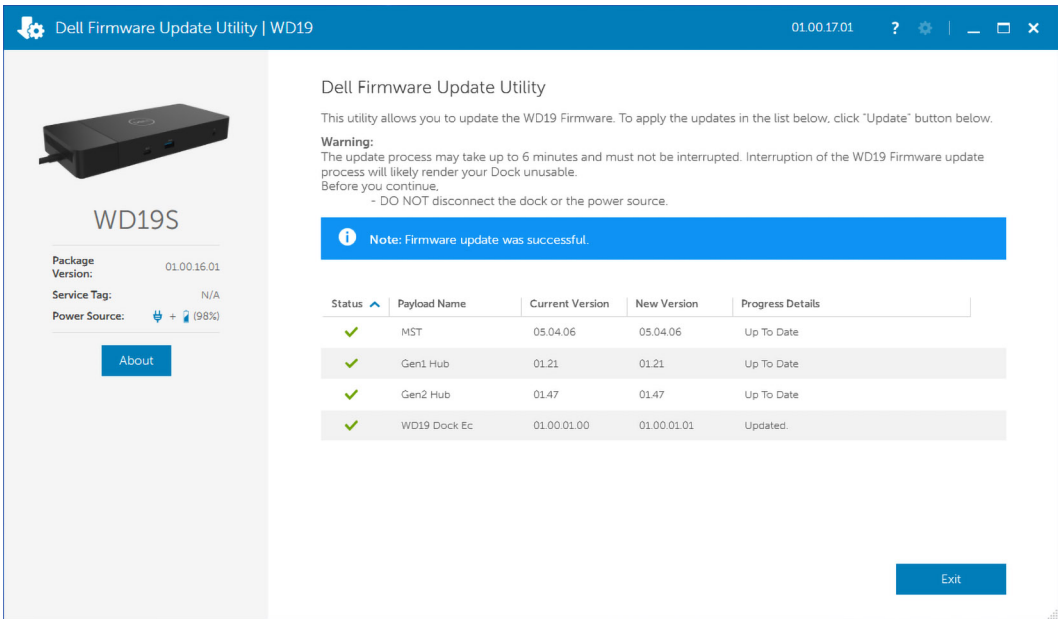 Dell Firmware Update Utility | WD19
01.00.17.01
?
Dell Firmware Update Utility
This utility allows you to update the WD19 Firmware. To apply the updates in the list below, click "Update" button below.
Warning:
The update process may take up to 6 minutes and must not be interrupted. Interruption of the WD19 Firmware update
process will likely render your Dock unusable.
Before you continue,
- DO NOT disconnect the dock or the power source.
WD19S
Package
Version: 01.00.16.01
Service Tag: N/A
Power Source: + (98%)
About
Note: Firmware update was successful.
Status Payload Name Current Version New Version Progress Details
MST 05.04.06 05.04.06 Up To Date
Gen1 Hub 01.21 01.21 Up To Date
Gen2 Hub 01.47 01.47 Up To Date
WD19 Dock Ec 01.00.01.00 01.00.01.01 Updated.
Exit